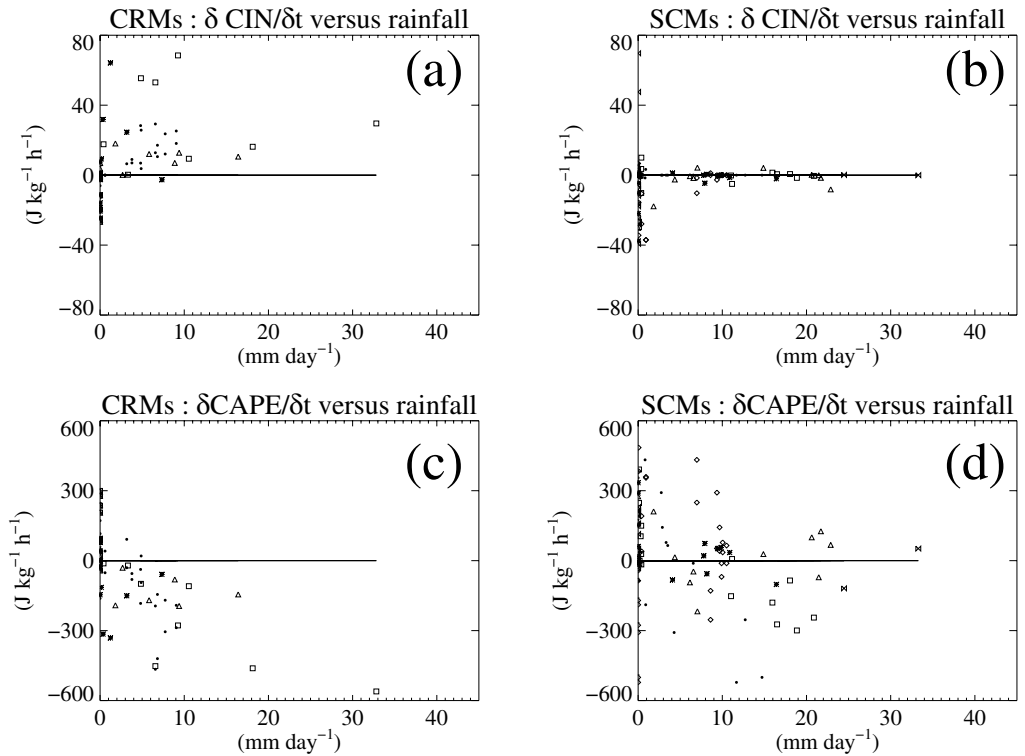 CRMs : δ CIN/δt versus rainfall
(a)
80
40
0
−40
−80
(J kg⁻¹ h⁻¹)
0 10 20 30 40
(mm day⁻¹)
SCMs : δ CIN/δt versus rainfall
(b)
80
40
0
−40
−80
(J kg⁻¹ h⁻¹)
0 10 20 30 40
(mm day⁻¹)
CRMs : δCAPE/δt versus rainfall
(c)
600
300
0
−300
−600
(J kg⁻¹ h⁻¹)
0 10 20 30 40
(mm day⁻¹)
SCMs : δCAPE/δt versus rainfall
(d)
600
300
0
−300
−600
(J kg⁻¹ h⁻¹)
0 10 20 30 40
(mm day⁻¹)